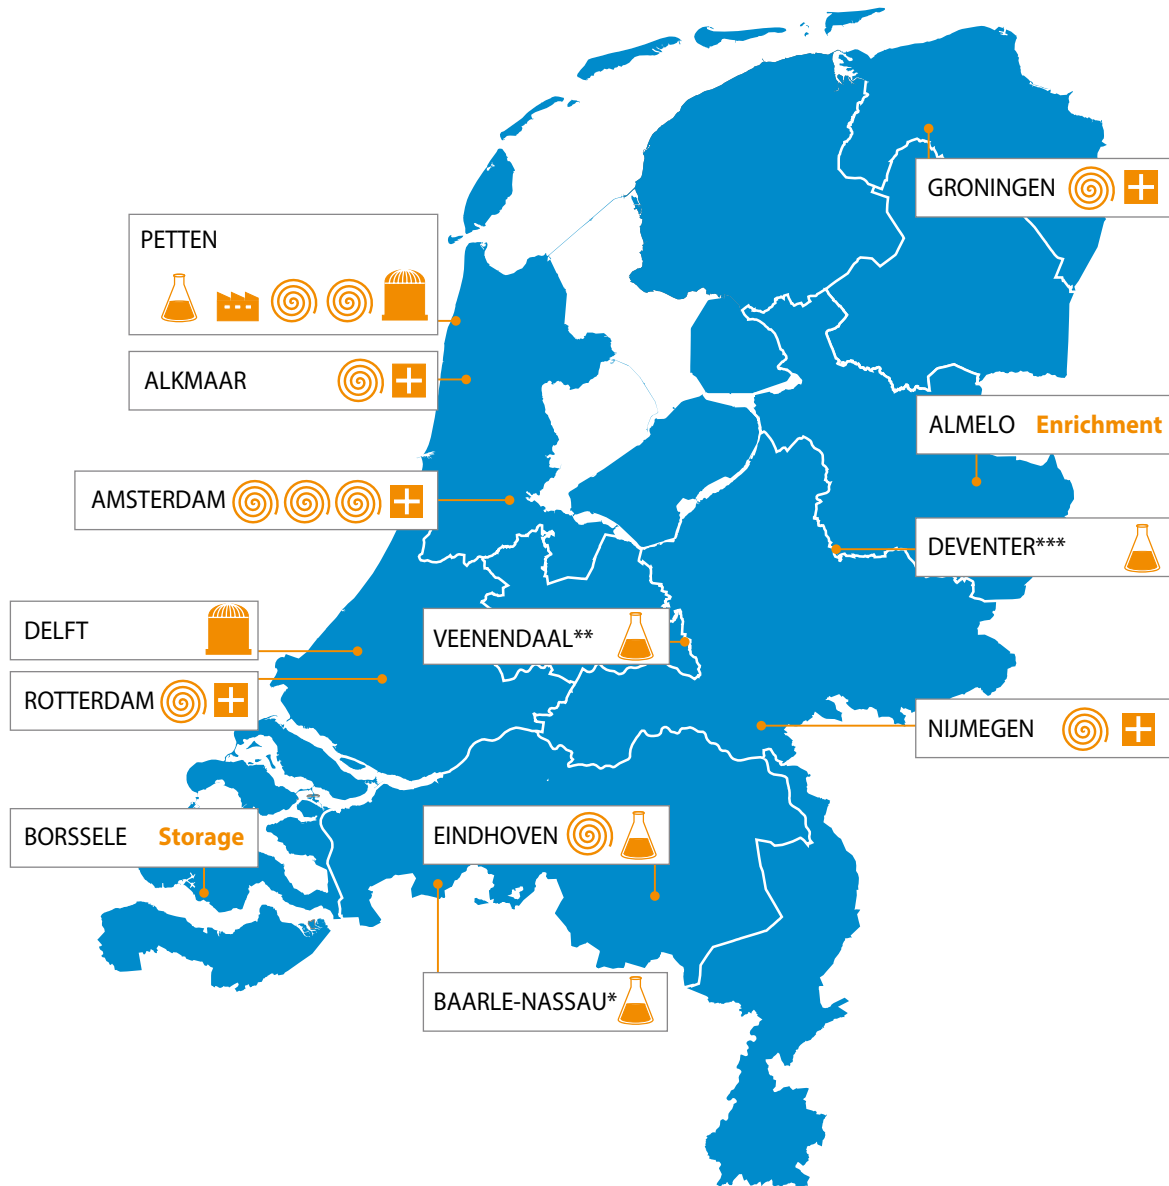 GRONINGEN
PETTEN
ALKMAAR
ALMELO Enrichment
AMSTERDAM
DEVENTER***
DELFT
VEENENDAAL**
ROTTERDAM
NIJMEGEN
BORSSELE Storage
EINDHOVEN
BAARLE-NASSAU*